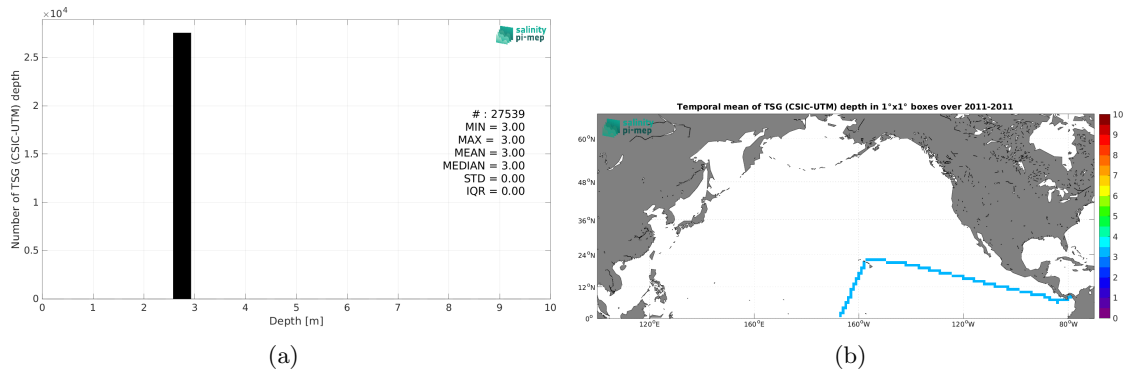 ×10⁴
salinity
pi-mep
Number of TSG (CSIC-UTM) depth
2.5
2
1.5
1
0.5
0
# : 27539
MIN = 3.00
MAX = 3.00
MEAN = 3.00
MEDIAN = 3.00
STD = 0.00
IQR = 0.00
0 1 2 3 4 5 6 7 8 9 10
Depth [m]
(a)
Temporal mean of TSG (CSIC-UTM) depth in 1°x1° boxes over 2011-2011
salinity
pi-mep
60°N
48°N
36°N
24°N
12°N
0°
120°E 160°E 160°W 120°W 80°W
10
9
8
7
6
5
4
3
2
1
0
(b)